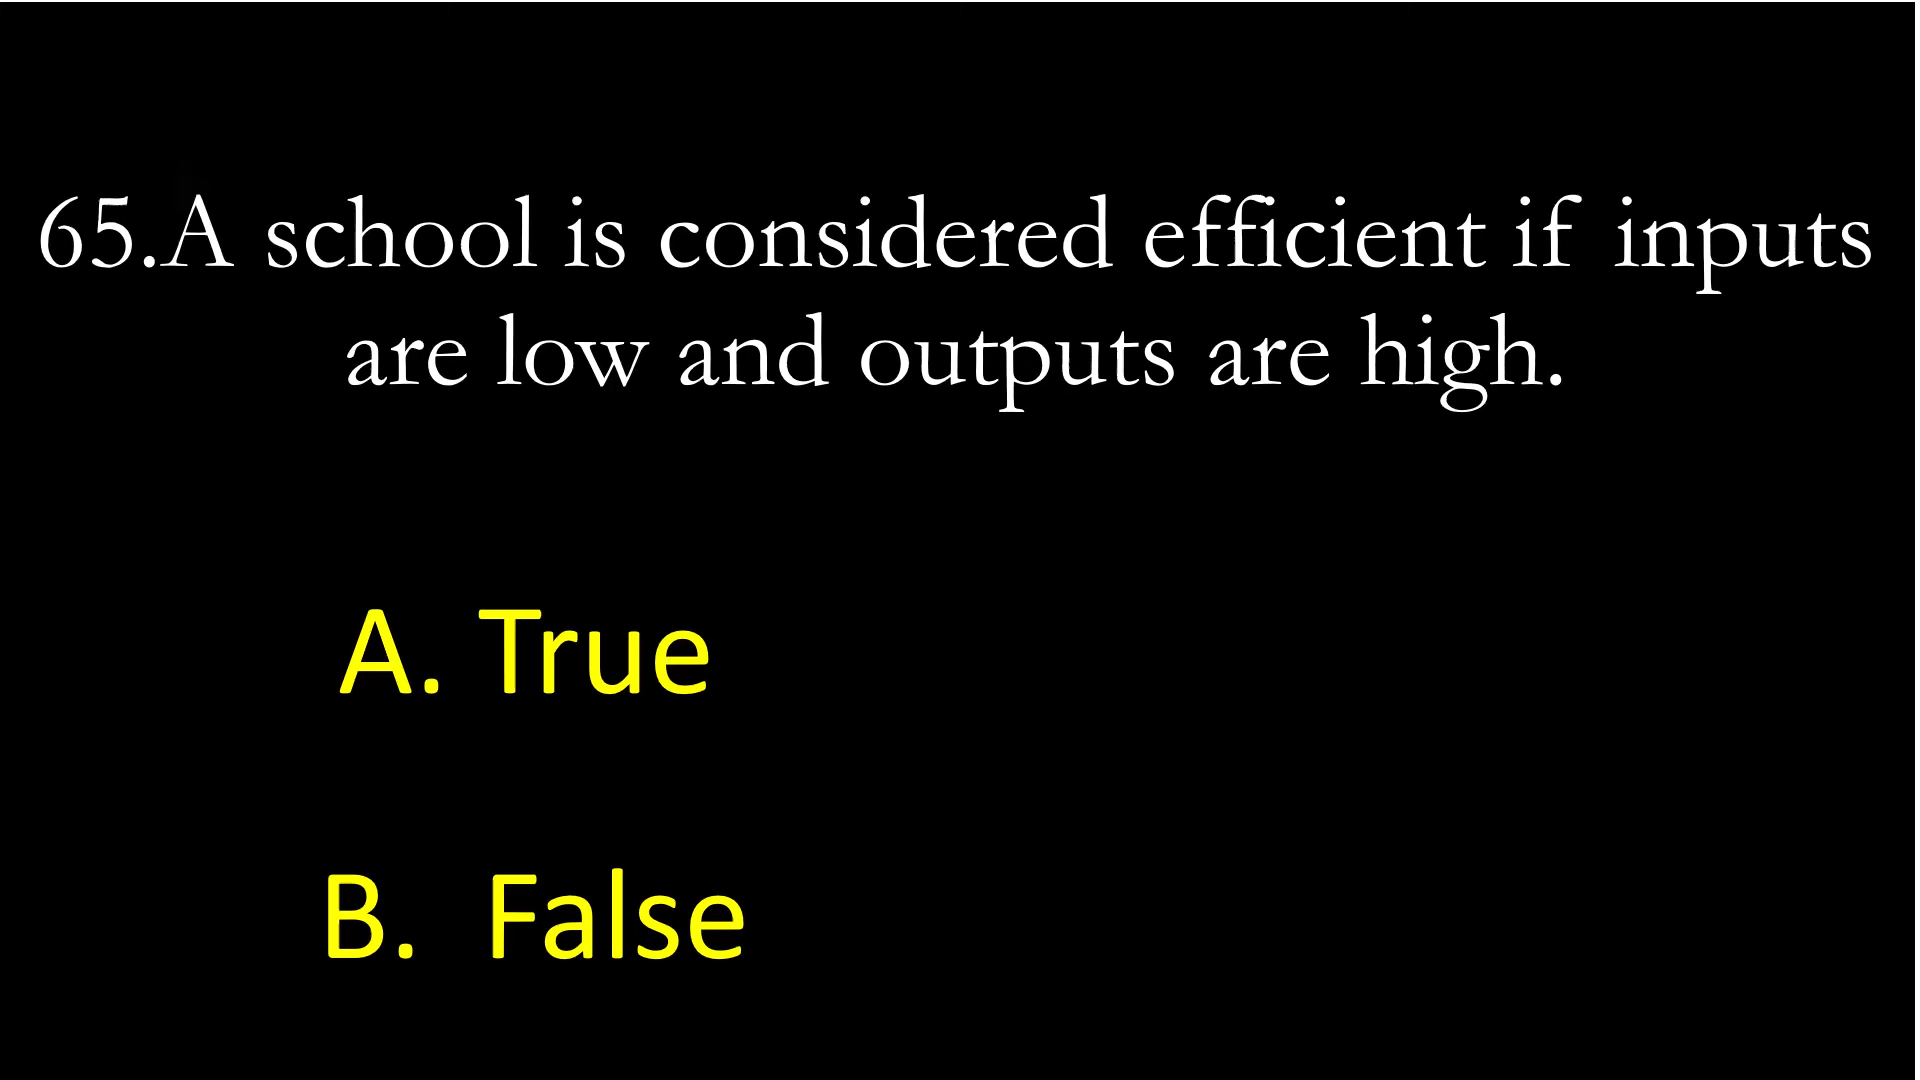 65.A school is considered efficient if inputs
are low and outputs are high.
A. True
B. False